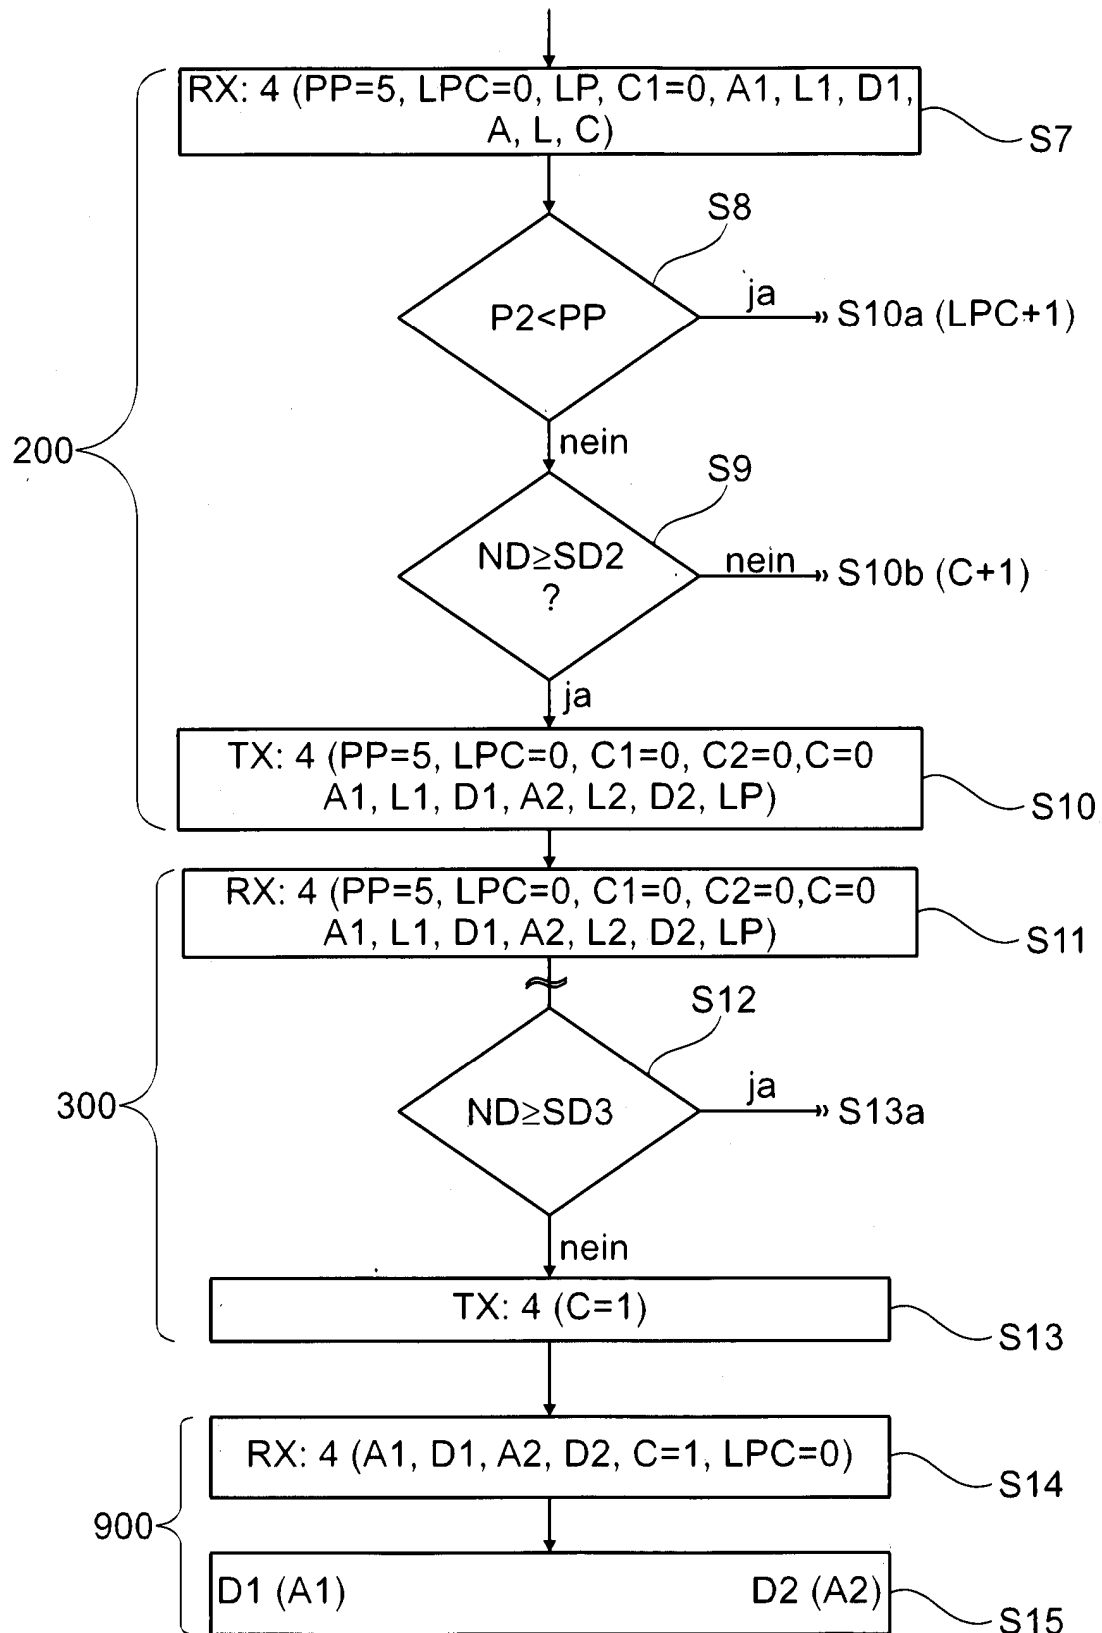 RX: 4 (PP=5, LPC=0, LP, C1=0, A1, L1, D1,
A, L, C)
S7
S8
P2<PP
ja
S10a (LPC+1)
nein
200
S9
ND≥SD2
?
nein
S10b (C+1)
ja
TX: 4 (PP=5, LPC=0, C1=0, C2=0,C=0
A1, L1, D1, A2, L2, D2, LP)
S10
RX: 4 (PP=5, LPC=0, C1=0, C2=0,C=0
A1, L1, D1, A2, L2, D2, LP)
S11
S12
300
ND≥SD3
ja
S13a
nein
TX: 4 (C=1)
S13
RX: 4 (A1, D1, A2, D2, C=1, LPC=0)
S14
900
D1 (A1) D2 (A2)
S15